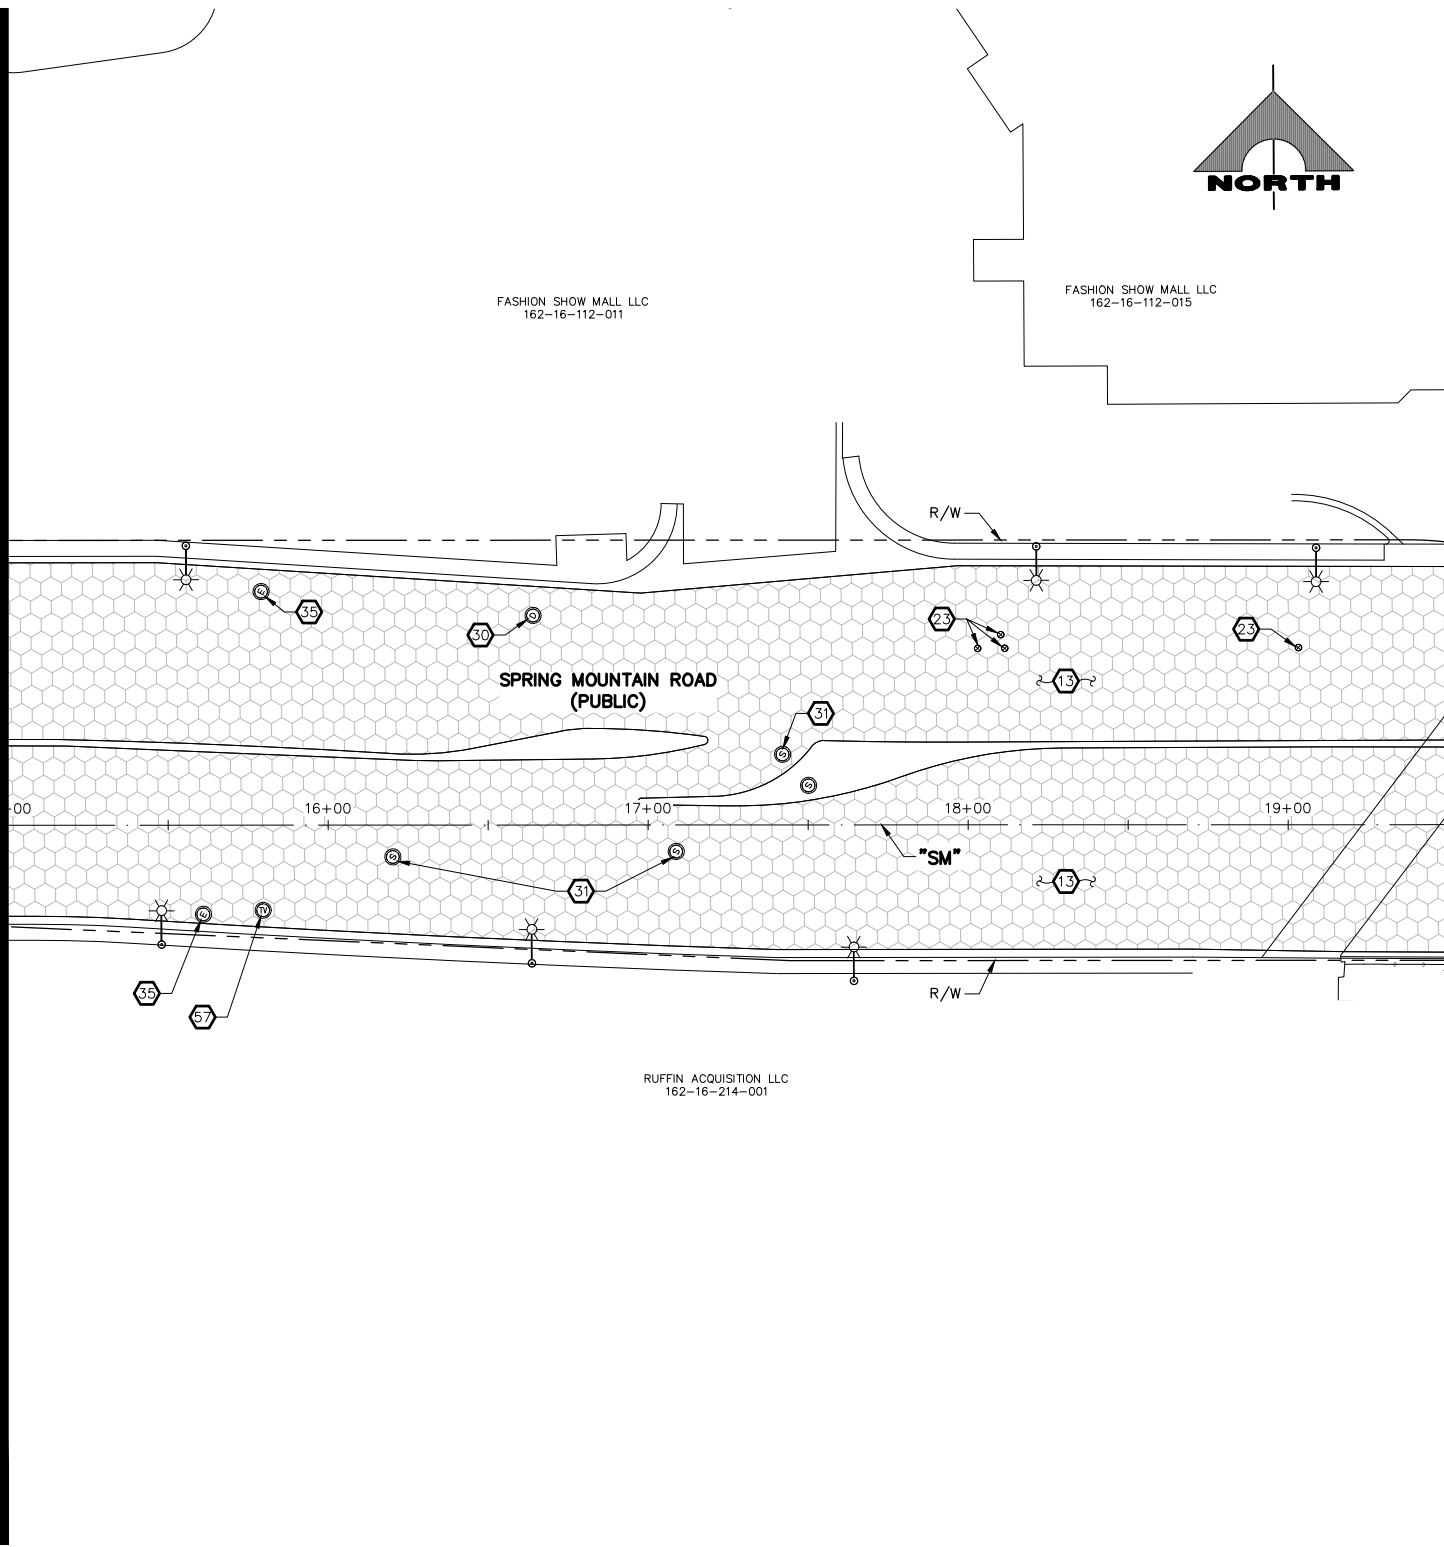 NORTH
FASHION SHOW MALL LLC
162-16-112-015
FASHION SHOW MALL LLC
162-16-112-011
R/W
E
35
D
30
23
23
SPRING MOUNTAIN ROAD
(PUBLIC)
13
31
S
S
00
16+00
17+00
18+00
19+00
"SM"
S
S
31
13
E
TV
35
57
R/W
RUFFIN ACQUISITION LLC
162-16-214-001